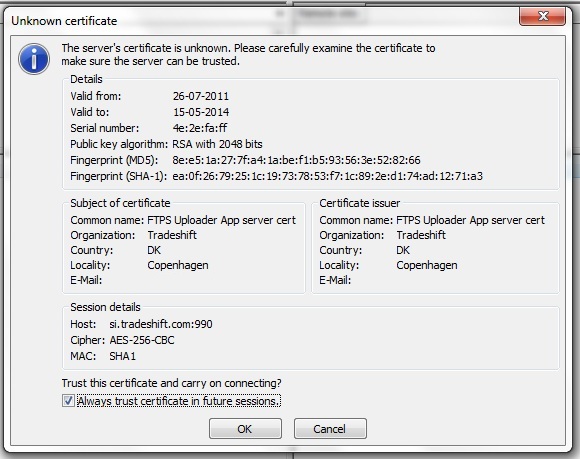 Unknown certificate
The server's certificate is unknown. Please carefully examine the certificate to
make sure the server can be trusted.
Details
Valid from: 26-07-2011
Valid to: 15-05-2014
Serial number: 4e:2e:fa:ff
Public key algorithm: RSA with 2048 bits
Fingerprint (MD5): 8e:e5:1a:27:7f:a4:1a:be:f1:b5:93:56:3e:52:82:66
Fingerprint (SHA-1): ea:0f:26:79:25:1c:19:73:78:53:f7:1c:89:2e:d1:74:ad:12:71:a3
Subject of certificate
Common name: FTPS Uploader App server cert
Organization: Tradeshift
Country: DK
Locality: Copenhagen
E-Mail:
Certificate issuer
Common name: FTPS Uploader App server cert
Organization: Tradeshift
Country: DK
Locality: Copenhagen
E-Mail:
Session details
Host: si.tradeshift.com:990
Cipher: AES-256-CBC
MAC: SHA1
Trust this certificate and carry on connecting?
Always trust certificate in future sessions.
OK Cancel